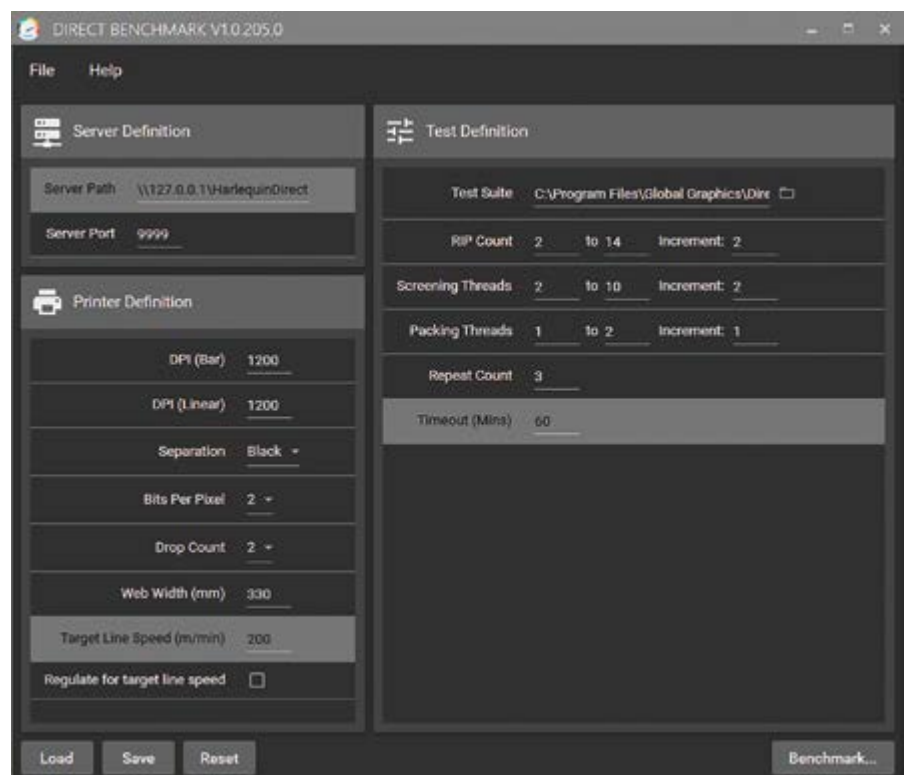 DIRECT BENCHMARK V1.0.205.0
File Help
Server Definition
Server Path \\127.0.0.1\HarlequinDirect
Server Port 9999
Printer Definition
DPI (Bar) 1200
DPI (Linear) 1200
Separation Black
Bits Per Pixel 2
Drop Count 2
Web Width (mm) 330
Target Line Speed (m/min) 200
Regulate for target line speed
Test Definition
Test Suite C:\Program Files\Global Graphics\Dire
RIP Count 2 to 14 Increment: 2
Screening Threads 2 to 10 Increment: 2
Packing Threads 1 to 2 Increment: 1
Repeat Count 3
Timeout (Mins) 60
Load Save Reset Benchmark...